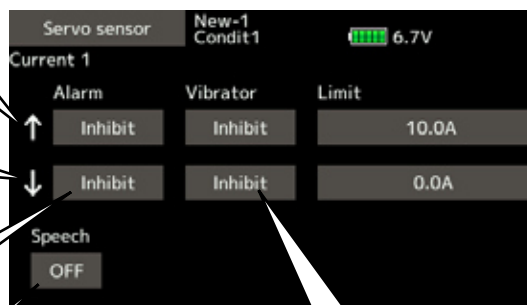 Servo sensor New-1
Condit1 6.7V
Current 1
Alarm Vibrator Limit
↑ Inhibit Inhibit 10.0A
↓ Inhibit Inhibit 0.0A
Speech
OFF